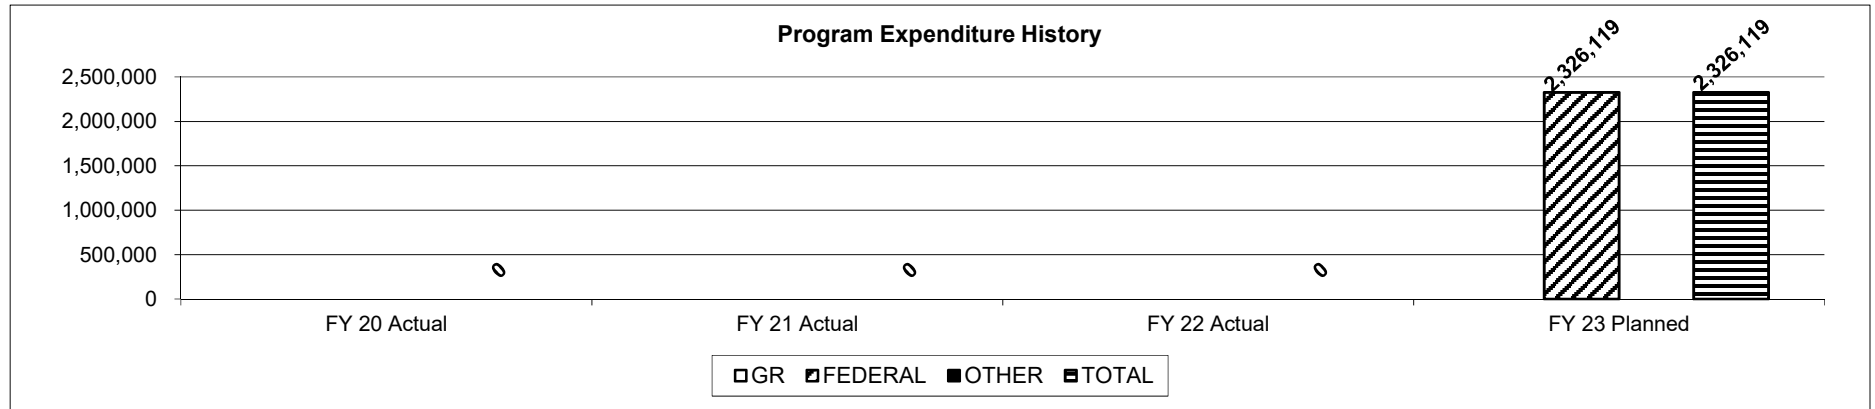 Program Expenditure History
2,326,119 2,326,119
2,500,000
2,000,000
1,500,000
1,000,000
500,000
0 0 0
0
FY 20 Actual FY 21 Actual FY 22 Actual FY 23 Planned
GR FEDERAL OTHER TOTAL